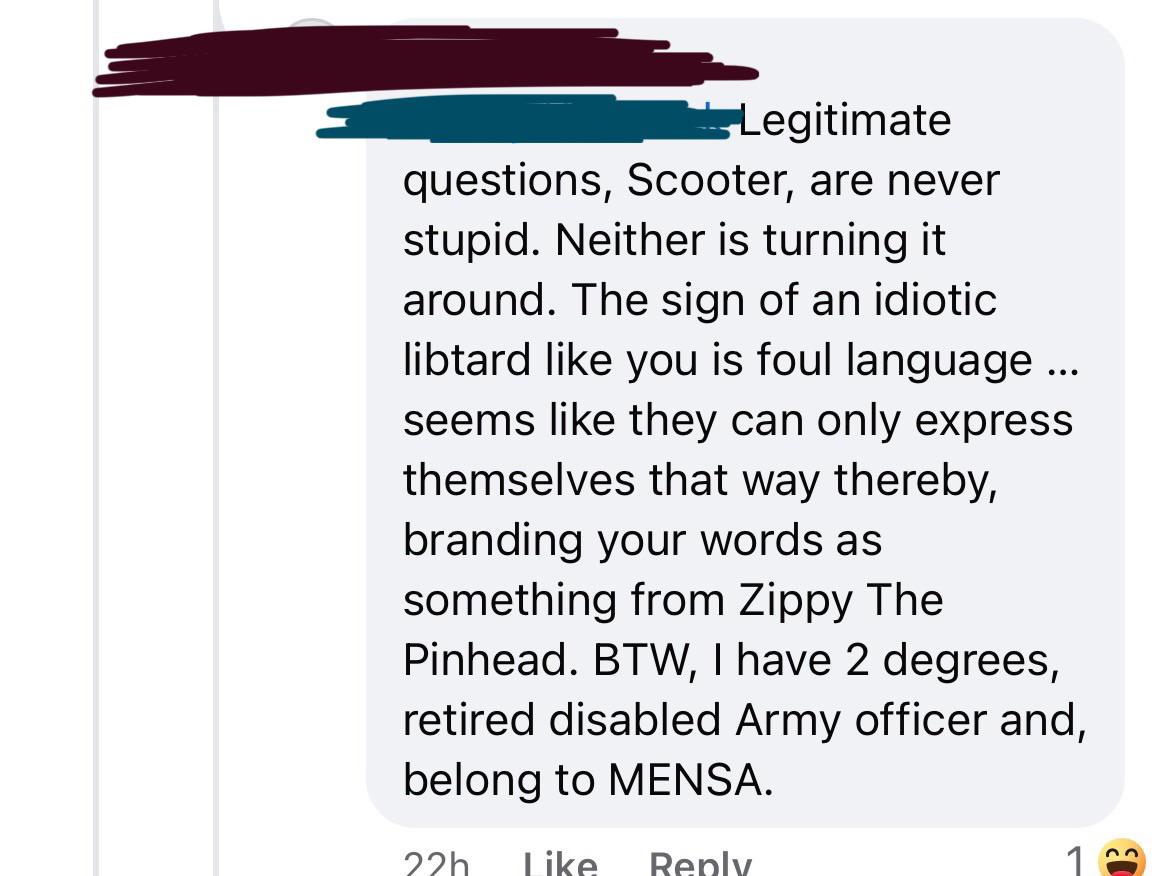 Legitimate
questions, Scooter, are never
stupid. Neither is turning it
around. The sign of an idiotic
libtard like you is foul language ...
seems like they can only express
themselves that way thereby,
branding your words as
something from Zippy The
Pinhead. BTW, I have 2 degrees,
retired disabled Army officer and,
belong to MENSA.
22h Like Reply 1